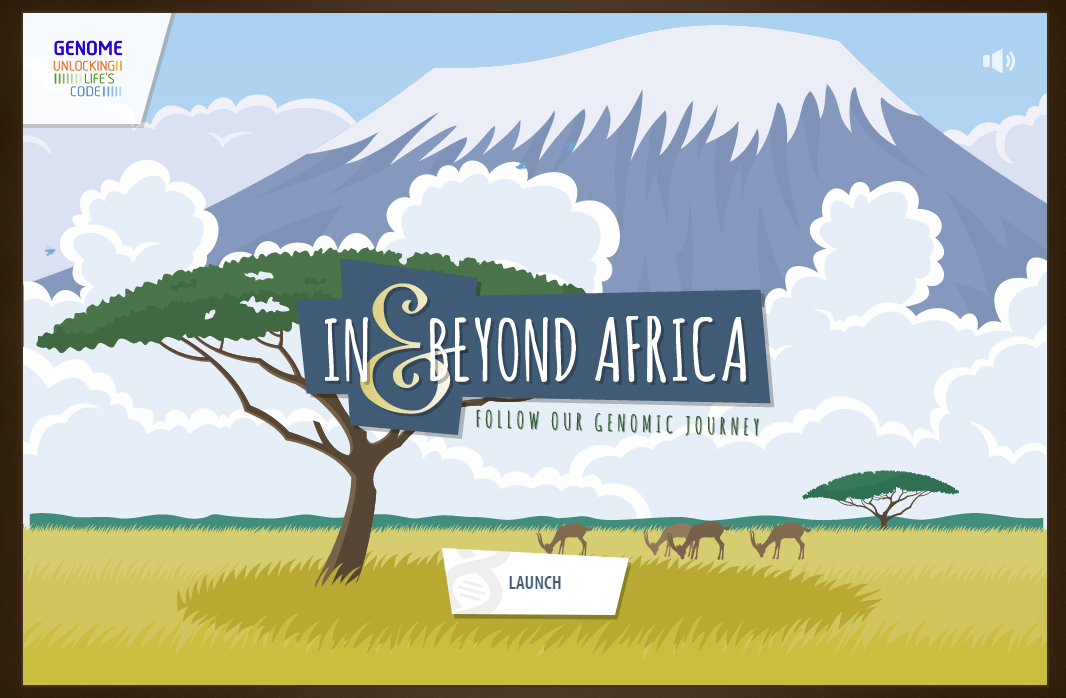 GENOME
UNLOCKING
LIFE'S
CODE
IN & BEYOND AFRICA
FOLLOW OUR GENOMIC JOURNEY
LAUNCH